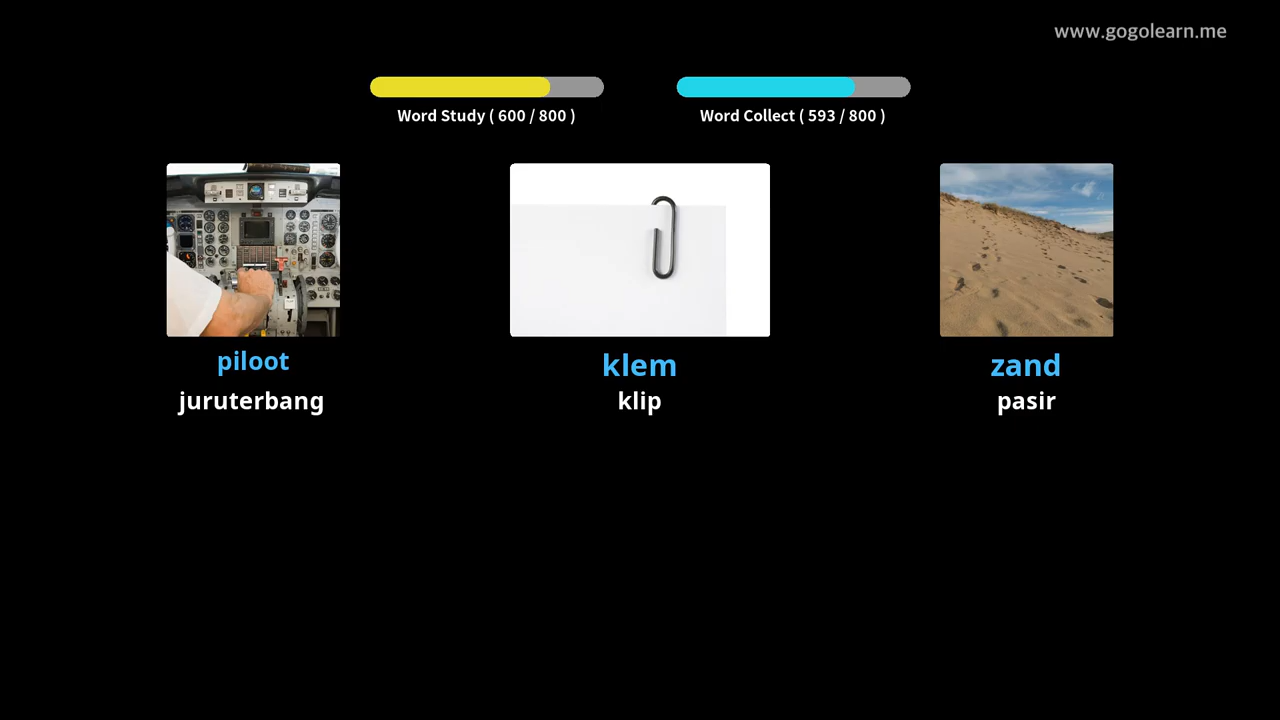 www.gogolearn.me
Word Study ( 600 / 800 )
Word Collect ( 593 / 800 )
piloot
juruterbang
klem
klip
zand
pasir